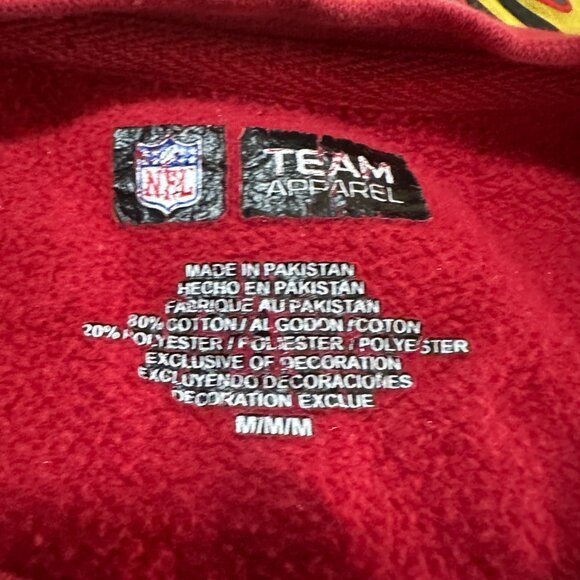 NFL
TEAM
APPAREL
MADE IN PAKISTAN
HECHO EN PAKISTAN
FABRIQUE AU PAKISTAN
80% COTTON / ALGODON / COTON
20% POLYESTER / POLIESTER / POLYESTER
EXCLUSIVE OF DECORATION
EXCLUYENDO DECORACIONES
DECORATION EXCLUE
M/M/M